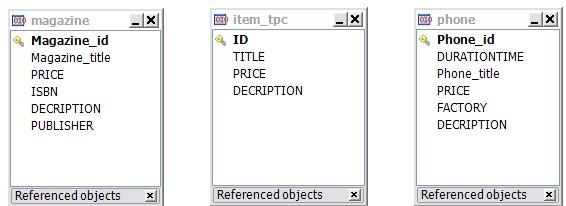 magazine
Magazine_id
Magazine_title
PRICE
ISBN
DECRIPTION
PUBLISHER
Referenced objects
item_tpc
ID
TITLE
PRICE
DECRIPTION
Referenced objects
phone
Phone_id
DURATIONTIME
Phone_title
PRICE
FACTORY
DECRIPTION
Referenced objects